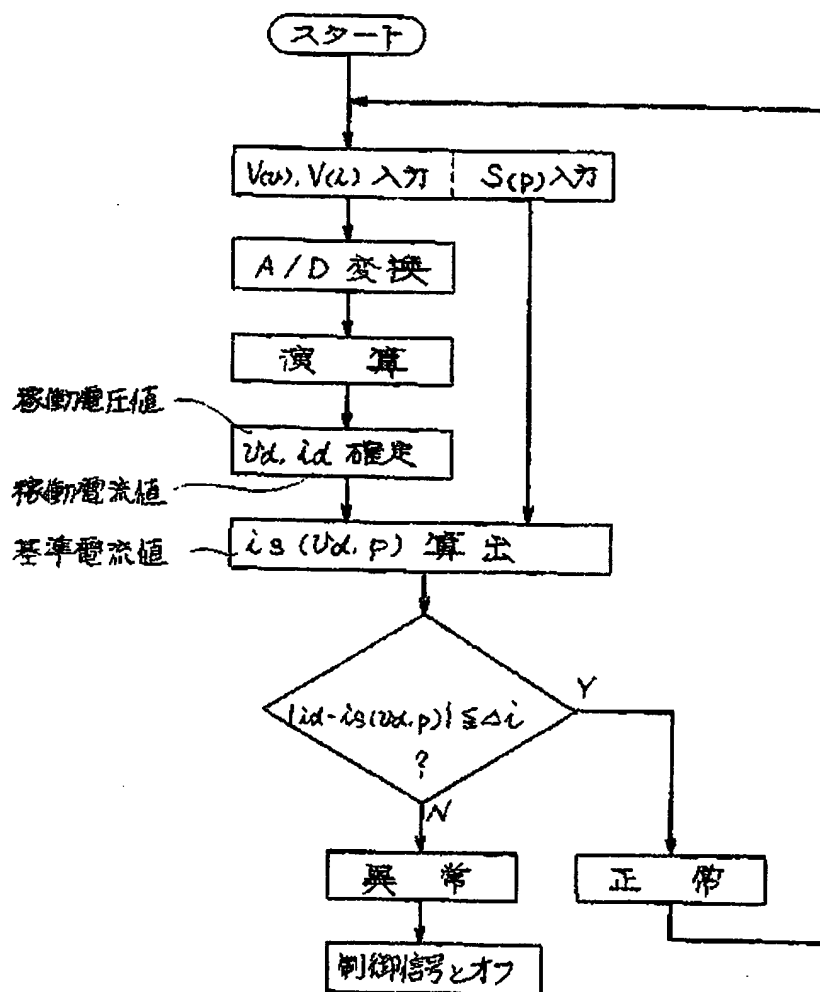 スタート
V(v), V(i) 入力 S(p)入力
A/D 変換
演 算
稼働電圧値
vd, id 確定
稼働電流値
基準電流値
is (vd, p) 算出
|id-is(vd,p)| ≦ Δi
?
Y
N
異 常
正 常
制御信号とオフ